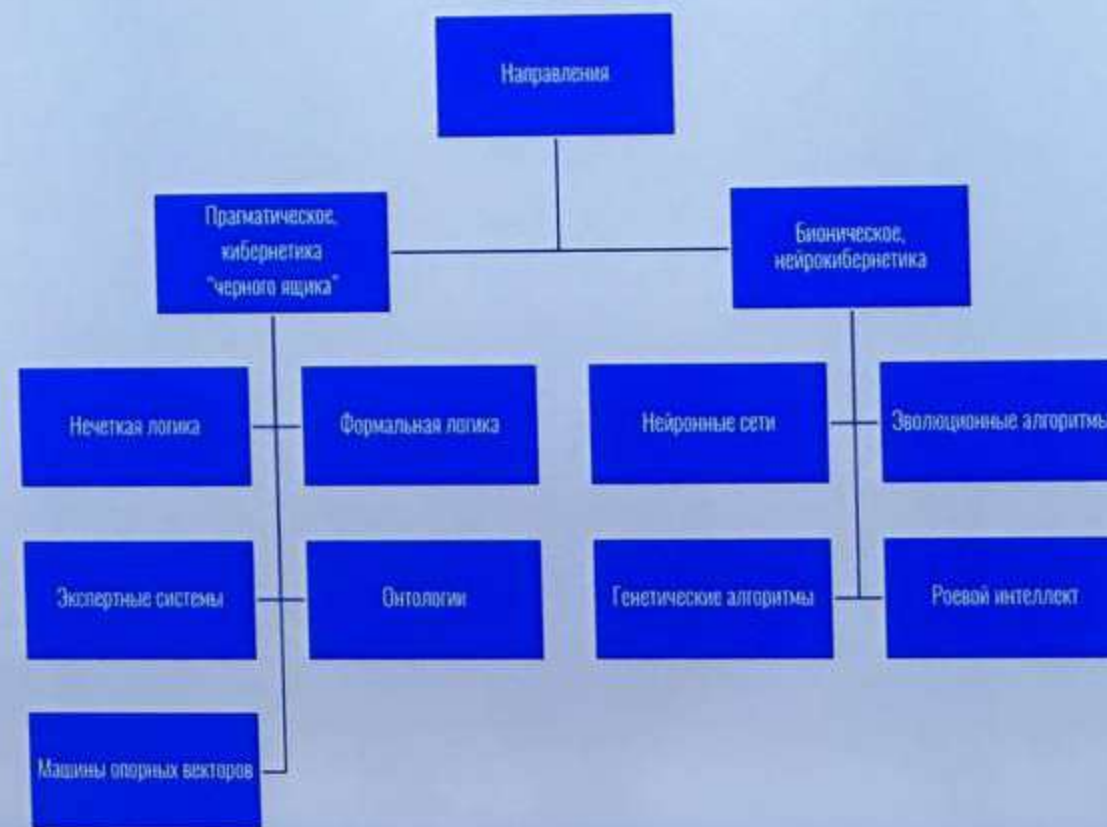 Направления
Прагматическое,
кибернетика
"черного ящика"
Бионическое,
нейрокибернетика
Нечеткая логика
Формальная логика
Нейронные сети
Эволюционные алгоритмы
Экспертные системы
Онтологии
Генетические алгоритмы
Роевой интеллект
Машины опорных векторов